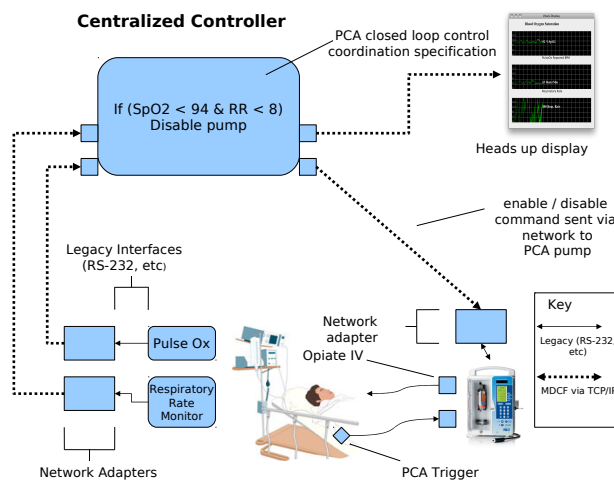 Centralized Controller
PCA closed loop control
coordination specification
If (SpO2 < 94 & RR < 8)
Disable pump
Heads up display
enable / disable
command sent via
network to
PCA pump
Legacy Interfaces
(RS-232, etc)
Network
adapter
Opiate IV
Key
Legacy (RS-232,
etc)
MDCF via TCP/IP
Pulse Ox
Respiratory
Rate
Monitor
Network Adapters
PCA Trigger